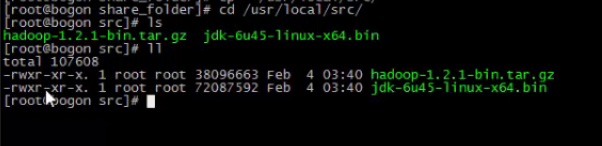 [root@bogon share_folder]# cd /usr/local/src/
[root@bogon src]# ls
hadoop-1.2.1-bin.tar.gz  jdk-6u45-linux-x64.bin
[root@bogon src]# ll
total 107608
-rwxr-xr-x. 1 root root 38096663 Feb  4 03:40 hadoop-1.2.1-bin.tar.gz
-rwxr-xr-x. 1 root root 72087592 Feb  4 03:40 jdk-6u45-linux-x64.bin
[root@bogon src]#